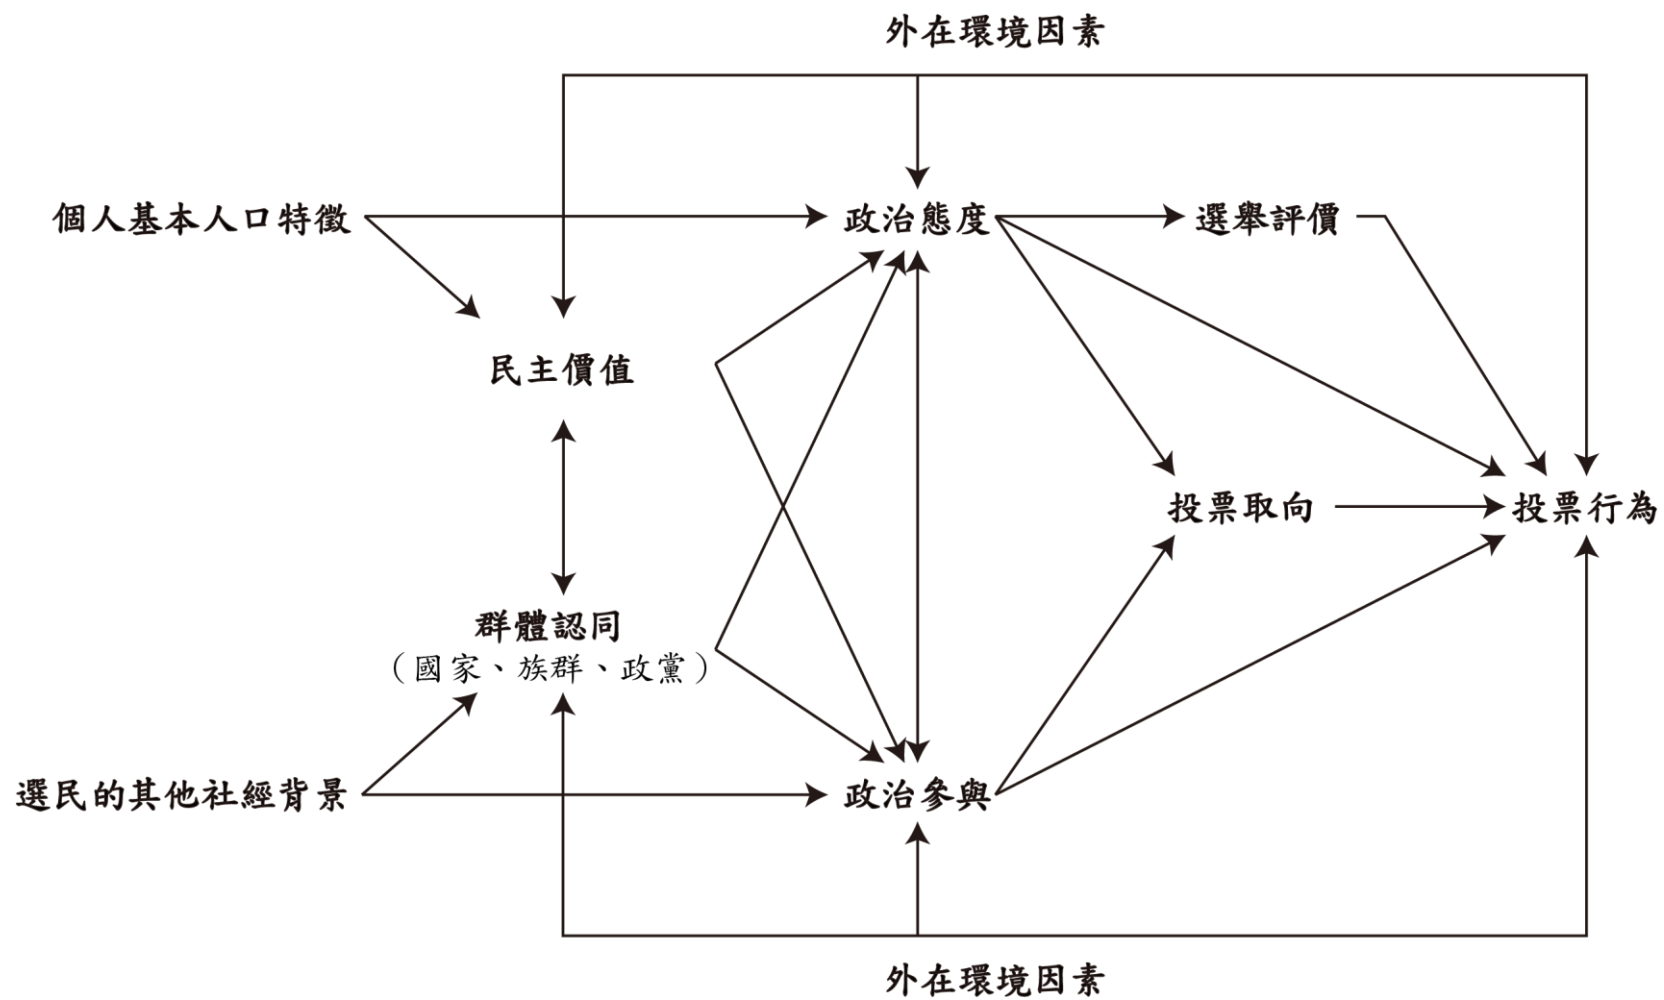 外在環境因素
個人基本人口特徵
政治態度
選舉評價
民主價值
投票取向
投票行為
群體認同
（國家、族群、政黨）
選民的其他社經背景
政治參與
外在環境因素